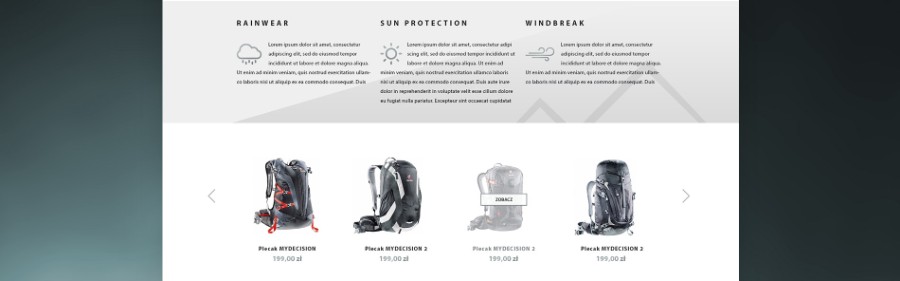 RAINWEAR
Lorem ipsum dolor sit amet, consectetur
adipiscing elit, sed do eiusmod tempor
incididunt ut labore et dolore magna aliqua.
Ut enim ad minim veniam, quis nostrud exercitation ullam-
co laboris nisi ut aliquip ex ea commodo consequat. Duis
SUN PROTECTION
Lorem ipsum dolor sit amet, consectetur adipi
scing elit, sed do eiusmod tempor
incididunt ut labore et dolore magna aliqua.
Ut enim ad minim veniam, quis nostrud exercitation ullamco laboris
nisi ut aliquip ex ea commodo consequat. Duis aute irure
dolor in reprehenderit in voluptate velit esse cillum dolore
eu fugiat nulla pariatur. Excepteur sint occaecat cupidatat
WINDBREAK
Lorem ipsum dolor sit amet, consectetur
adipiscing elit, sed do eiusmod tempor
incididunt ut labore et dolore magna aliqua.
Ut enim ad minim veniam, quis nostrud exercitation ullam-
co laboris nisi ut aliquip ex ea commodo consequat. Duis
ZOBACZ
Plecak MYDECISION
199,00 zł
Plecak MYDECISION 2
199,00 zł
Plecak MYDECISION 2
199,00 zł
Plecak MYDECISION 2
199,00 zł